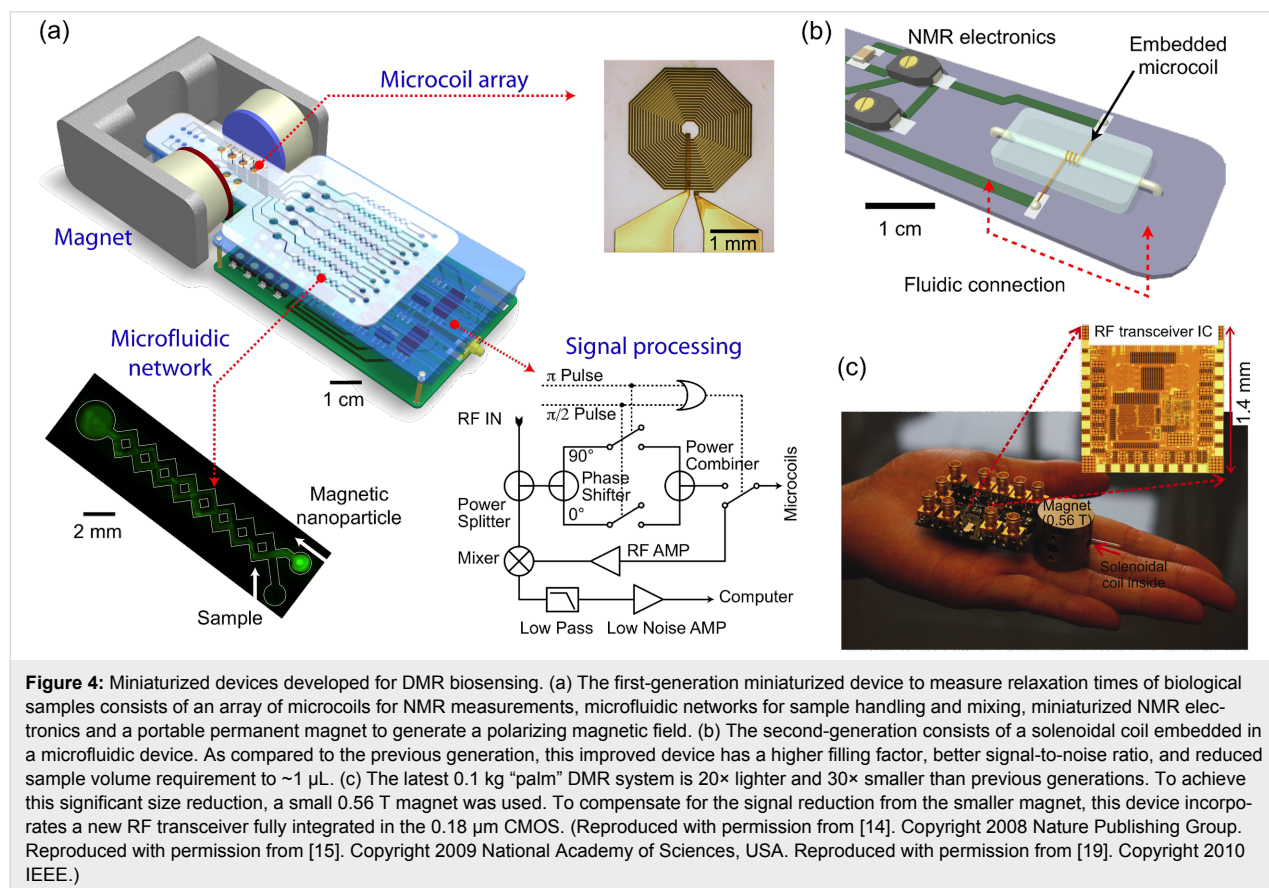 (a)
Microcoil array
1 mm
Magnet
Microfluidic
network
1 cm
2 mm
Magnetic
nanoparticle
Sample
Signal processing
π Pulse
π/2 Pulse
RF IN
90°
Phase
Shifter
0°
Power
Combiner
Power
Splitter
Microcoils
Mixer
RF AMP
Computer
Low Pass
Low Noise AMP
(b)
NMR electronics
Embedded
microcoil
1 cm
Fluidic connection
(c)
RF transceiver IC
1.4 mm
Magnet
(0.56 T)
Solenoidal
coil inside
Figure 4: Miniaturized devices developed for DMR biosensing. (a) The first-generation miniaturized device to measure relaxation times of biological
samples consists of an array of microcoils for NMR measurements, microfluidic networks for sample handling and mixing, miniaturized NMR elec-
tronics and a portable permanent magnet to generate a polarizing magnetic field. (b) The second-generation consists of a solenoidal coil embedded in
a microfluidic device. As compared to the previous generation, this improved device has a higher filling factor, better signal-to-noise ratio, and reduced
sample volume requirement to ~1 μL. (c) The latest 0.1 kg “palm” DMR system is 20× lighter and 30× smaller than previous generations. To achieve
this significant size reduction, a small 0.56 T magnet was used. To compensate for the signal reduction from the smaller magnet, this device incorpo-
rates a new RF transceiver fully integrated in the 0.18 μm CMOS. (Reproduced with permission from [14]. Copyright 2008 Nature Publishing Group.
Reproduced with permission from [15]. Copyright 2009 National Academy of Sciences, USA. Reproduced with permission from [19]. Copyright 2010
IEEE.)